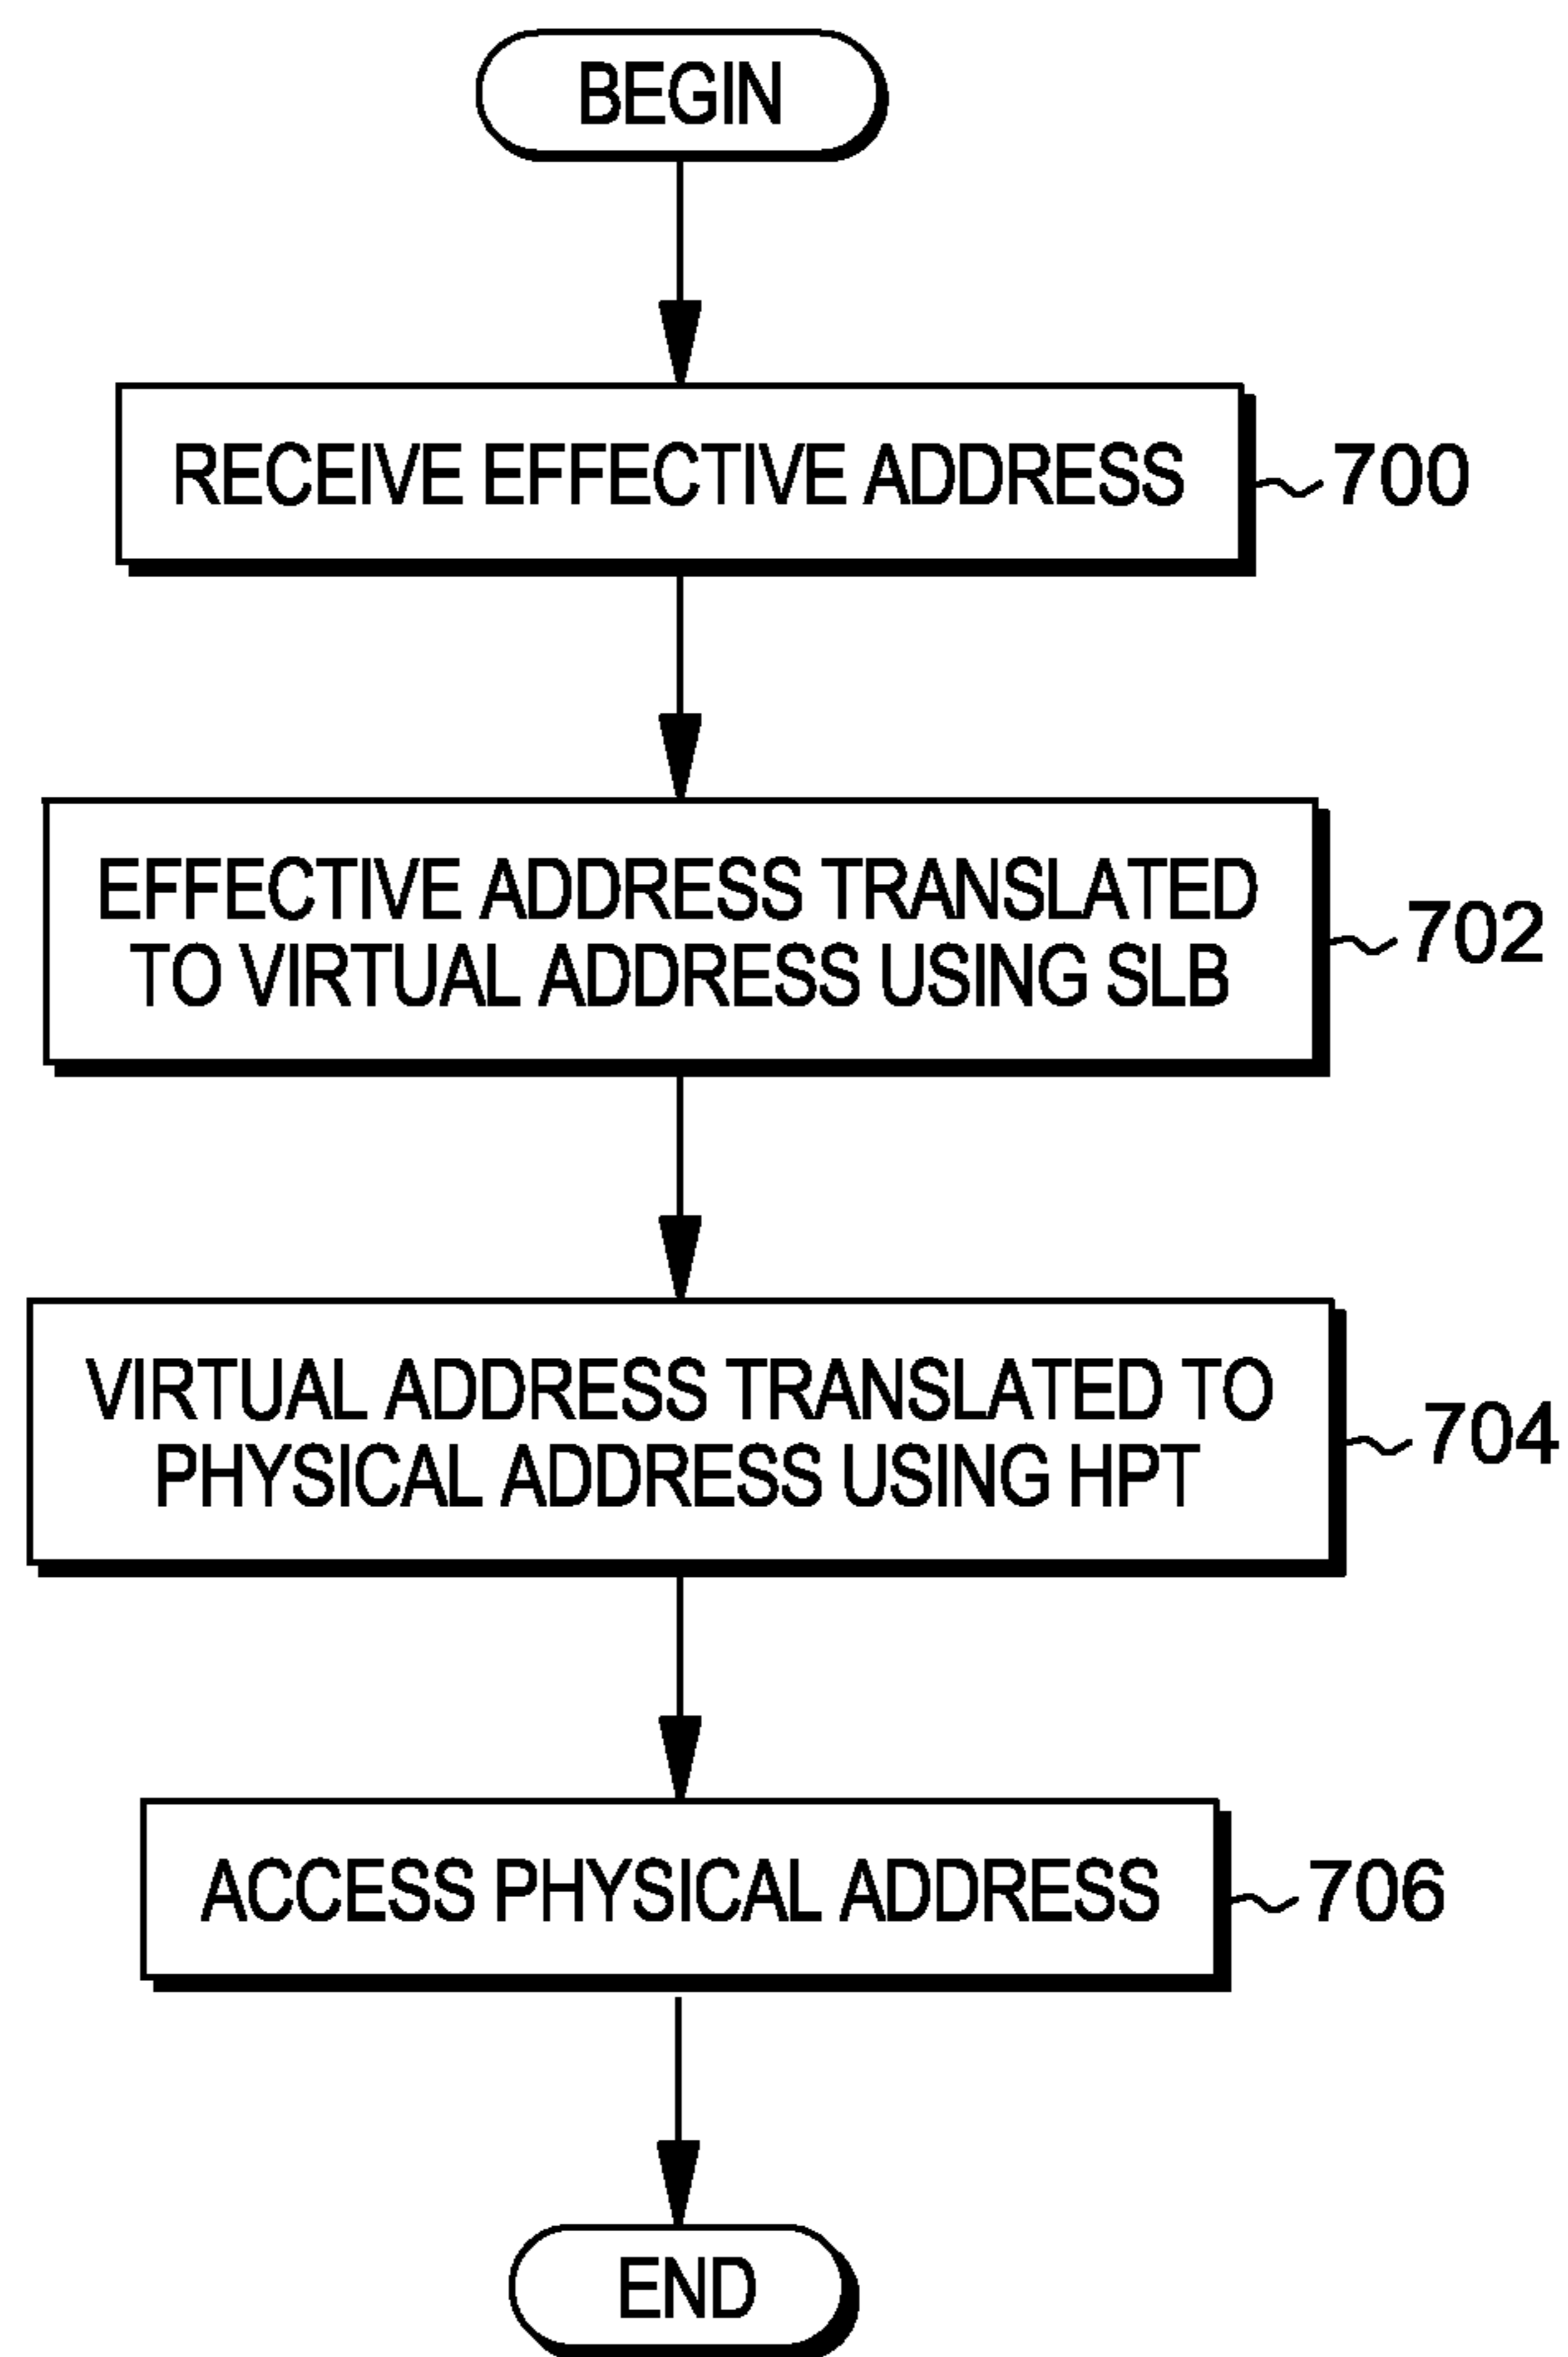 BEGIN
RECEIVE EFFECTIVE ADDRESS
700
EFFECTIVE ADDRESS TRANSLATED
TO VIRTUAL ADDRESS USING SLB
702
VIRTUAL ADDRESS TRANSLATED TO
PHYSICAL ADDRESS USING HPT
704
ACCESS PHYSICAL ADDRESS
706
END